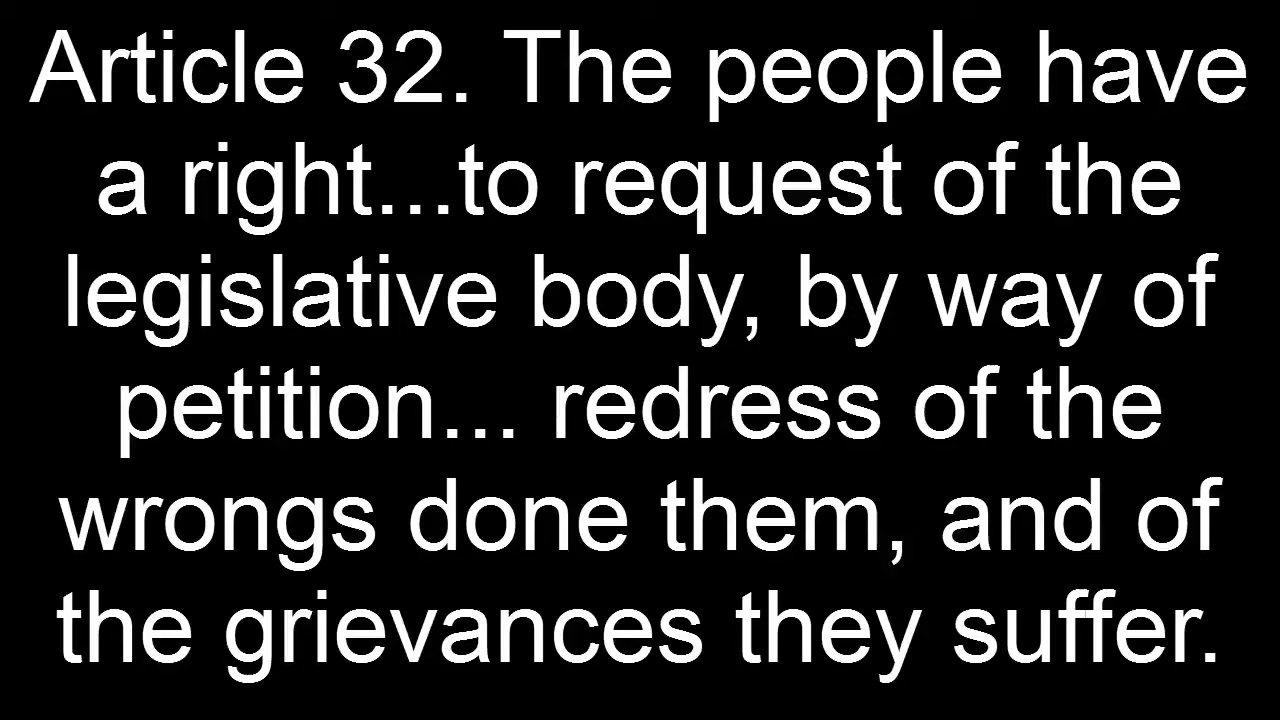 Article 32. The people have
a right...to request of the
legislative body, by way of
petition... redress of the
wrongs done them, and of
the grievances they suffer.